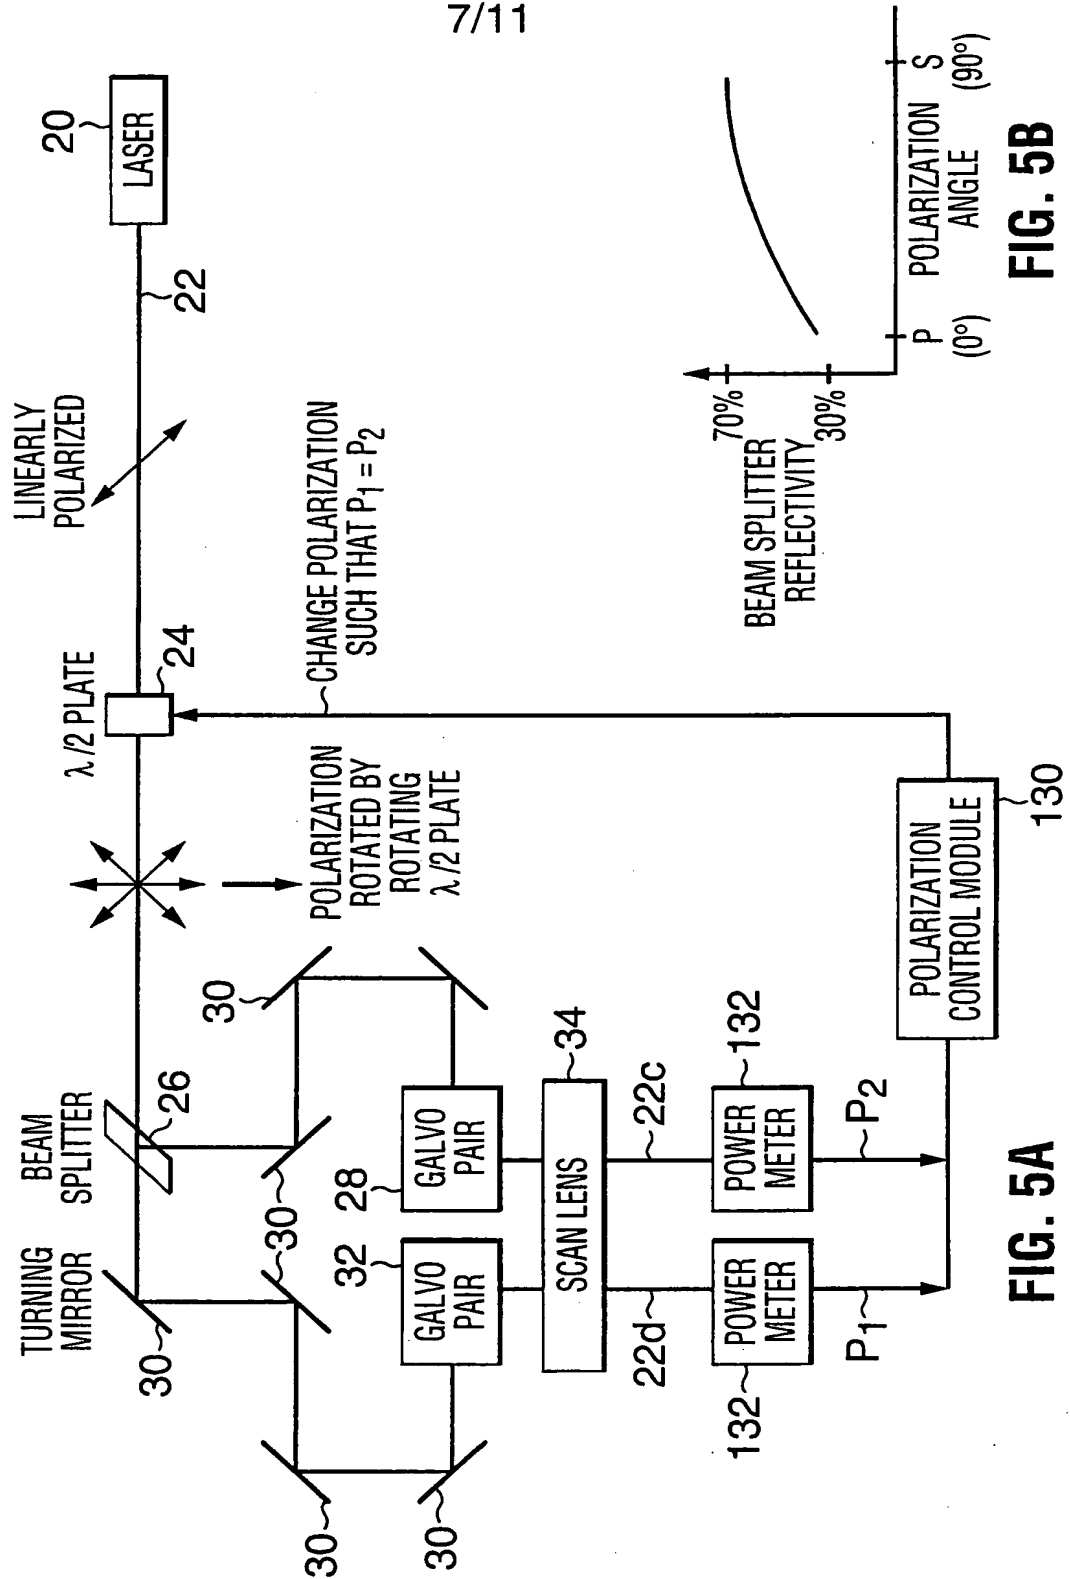 7/11
TURNING
MIRROR
BEAM
SPLITTER
λ/2 PLATE
LINEARLY
POLARIZED
20
LASER
30
26
24
22
POLARIZATION
ROTATED BY
ROTATING
λ/2 PLATE
CHANGE POLARIZATION
SUCH THAT P1 = P2
30
30
30
30
30
32
GALVO
PAIR
28
GALVO
PAIR
SCAN LENS
34
22d
22c
132
POWER
METER
POWER
METER
132
P1
P2
POLARIZATION
CONTROL MODULE
130
FIG. 5A
BEAM SPLITTER
REFLECTIVITY
70%
30%
P
(0°)
POLARIZATION
ANGLE
S
(90°)
FIG. 5B